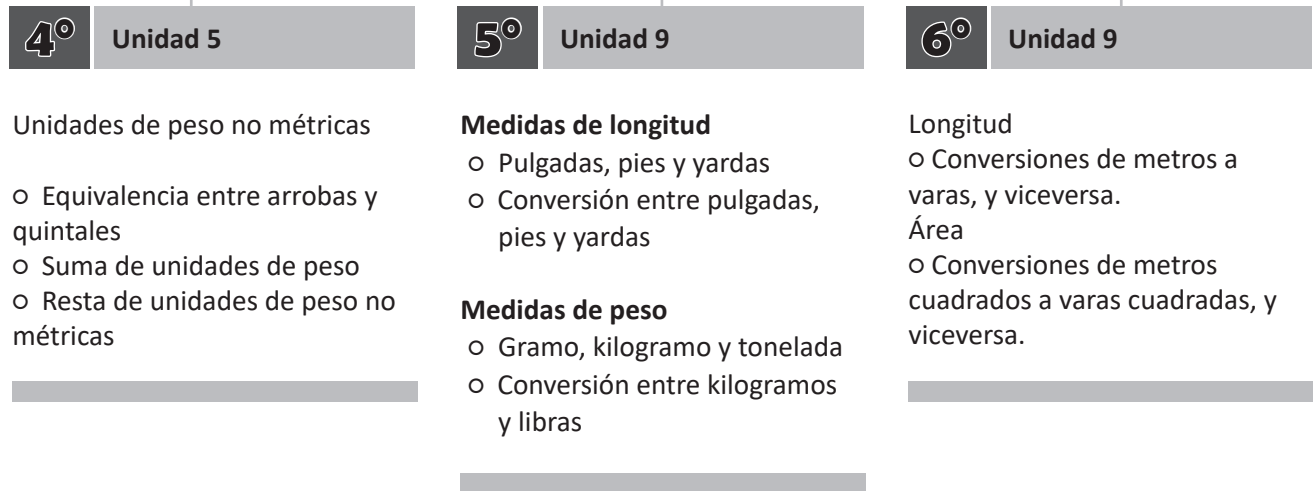 4º Unidad 5
Unidades de peso no métricas
○ Equivalencia entre arrobas y
quintales
○ Suma de unidades de peso
○ Resta de unidades de peso no
métricas
5º Unidad 9
Medidas de longitud
○ Pulgadas, pies y yardas
○ Conversión entre pulgadas,
pies y yardas
Medidas de peso
○ Gramo, kilogramo y tonelada
○ Conversión entre kilogramos
y libras
6º Unidad 9
Longitud
○ Conversiones de metros a
varas, y viceversa.
Área
○ Conversiones de metros
cuadrados a varas cuadradas, y
viceversa.